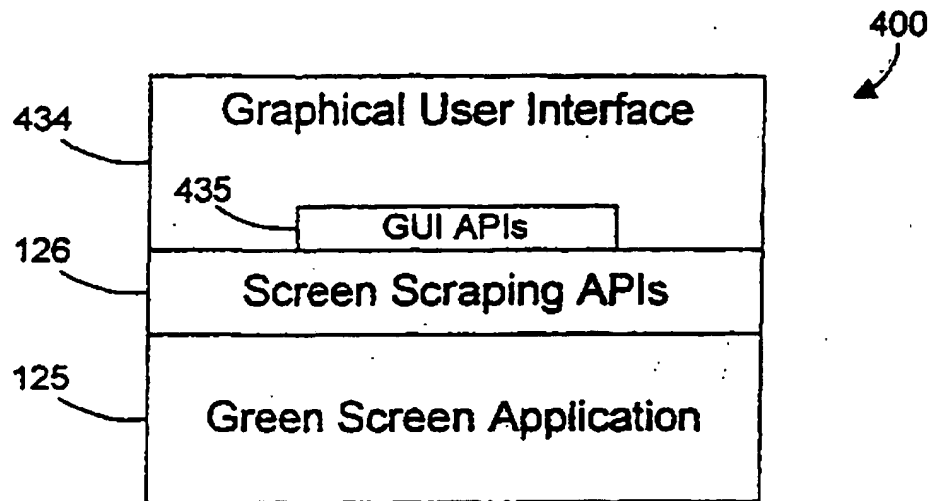 400
434
Graphical User Interface
435
GUI APIs
126
Screen Scraping APIs
125
Green Screen Application